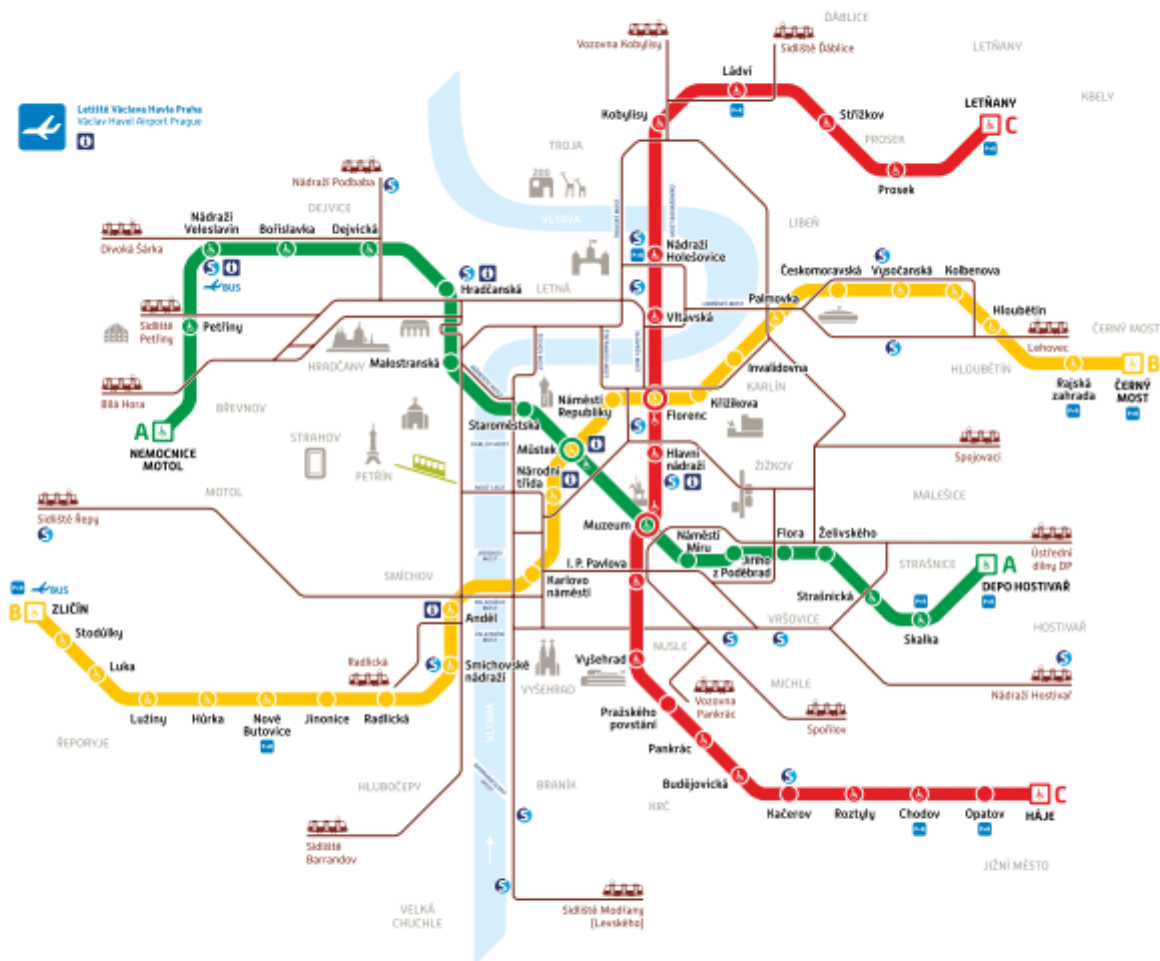 ĎÁBLICE
Vozovna Kobylisy
Sídliště Ďáblice
LETŇANY
Ládví
KBELY
Letiště Václava Havla Praha
Václav Havel Airport Prague
Kobylisy
Střížkov
LETŇANY
C
P+R
PROSEK
TROJA
ZOO
Prosek
Nádraží Podbaba
S
DEJVICE
VLTAVA
LIBEŇ
Nádraží
Veleslavín
Bořislavka
Dejvická
Divoká Šárka
S
BUS
Hradčanská
LETNÁ
Nádraží
Holešovice
Českomoravská
Vysočanská
Kolbenova
Palmovka
Hloubětín
Sídliště
Petřiny
Petřiny
Vltavská
Lehovec
ČERNÝ MOST
Malostranská
HRADČANY
Invalidovna
KARLÍN
HLOUBĚTÍN
B
Bílá Hora
BŘEVNOV
Náměstí
Republiky
Florenc
Křižíkova
Rajská
zahrada
ČERNÝ
MOST
P+R
Staroměstská
A
NEMOCNICE
MOTOL
STRAHOV
PETŘÍN
Můstek
Hlavní
nádraží
ŽIŽKOV
Spojovací
Národní
třída
MOTOL
MALEŠICE
Sídliště Řepy
S
Muzeum
Náměstí
Míru
Flora
Želivského
Jiřího
z Poděbrad
Ústřední
dílny DP
STRAŠNICE
A
DEPO HOSTIVAŘ
P+R
I. P. Pavlova
SMÍCHOV
Karlovo
náměstí
Strašnická
P+R
BUS
B
ZLIČÍN
Anděl
VRŠOVICE
Skalka
HOSTIVAŘ
Stodůlky
Luka
Radlická
Smíchovské
nádraží
VYŠEHRAD
Vyšehrad
NUSLE
MICHLE
Nádraží Hostivař
Vozovna
Pankrác
Spořilov
Lužiny
Hůrka
Nové
Butovice
P+R
Jinonice
Radlická
Pražského
povstání
VLTAVA
ŘEPORYJE
Pankrác
HLUBOČEPY
BRANÍK
Budějovická
KRČ
Kačerov
Roztyly
Chodov
P+R
Opatov
P+R
HÁJE
C
Sídliště
Barrandov
JIŽNÍ MĚSTO
VELKÁ
CHUCHLE
Sídliště Modřany
(Levského)